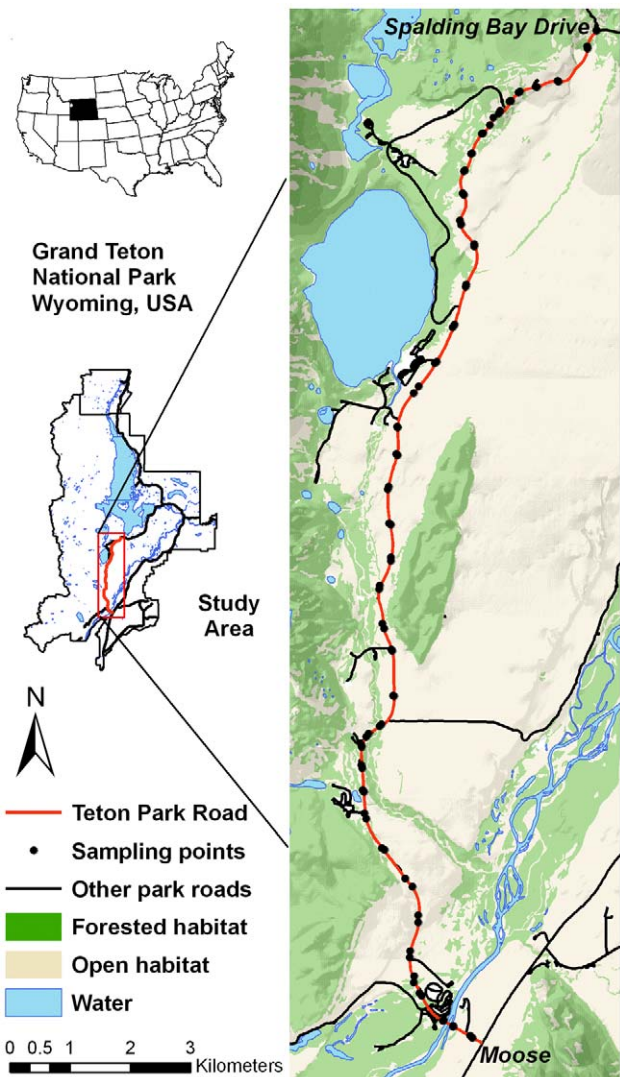 Spalding Bay Drive
Grand Teton
National Park
Wyoming, USA
Study
Area
N
Teton Park Road
Sampling points
Other park roads
Forested habitat
Open habitat
Water
0 0.5 1 2 3
Kilometers
Moose